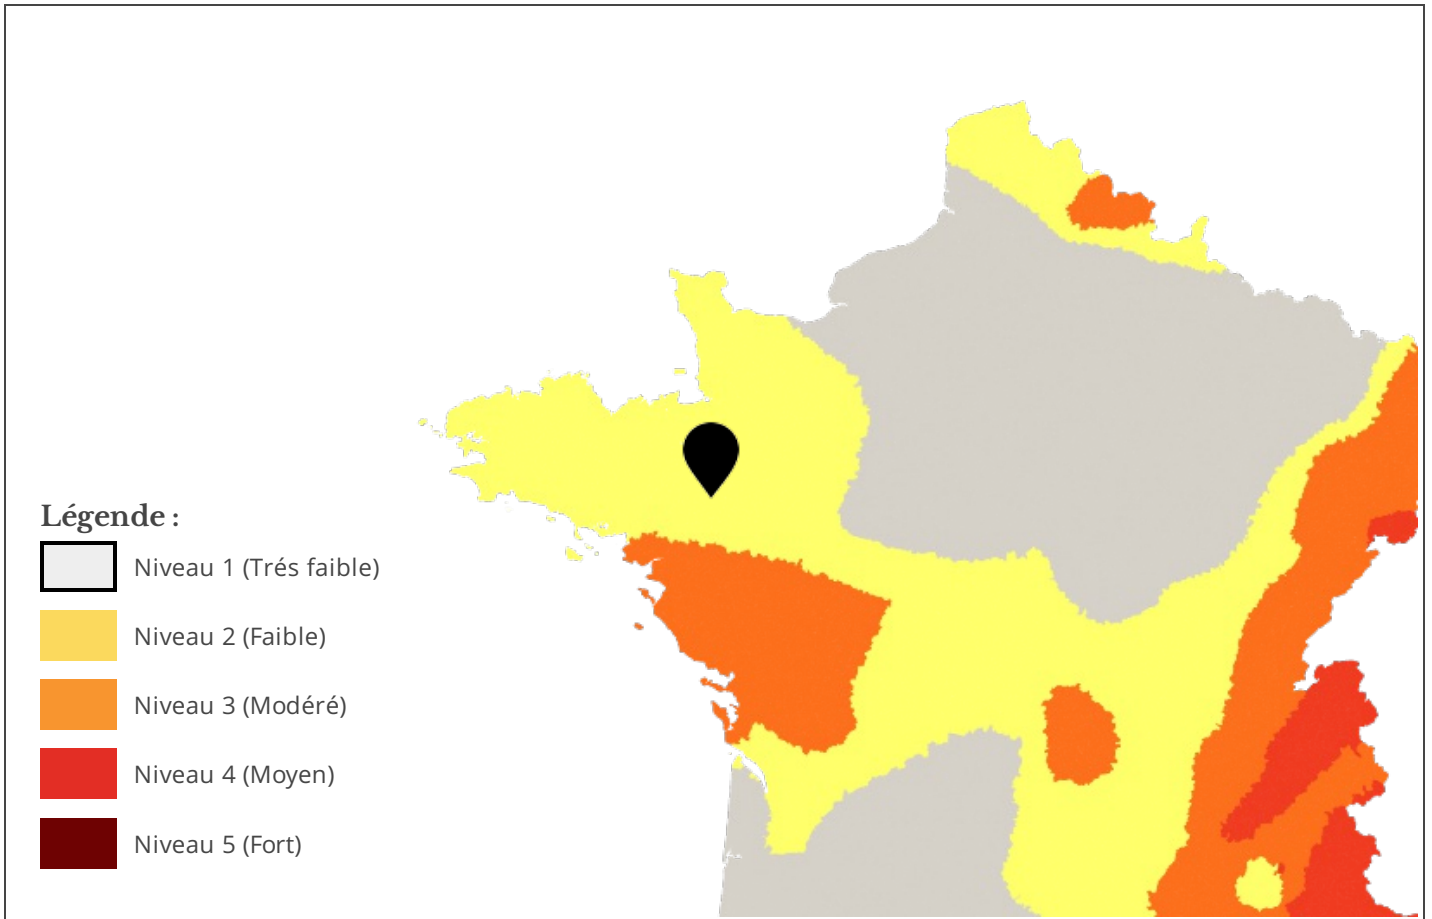 Légende :
Niveau 1 (Trés faible)
Niveau 2 (Faible)
Niveau 3 (Modéré)
Niveau 4 (Moyen)
Niveau 5 (Fort)